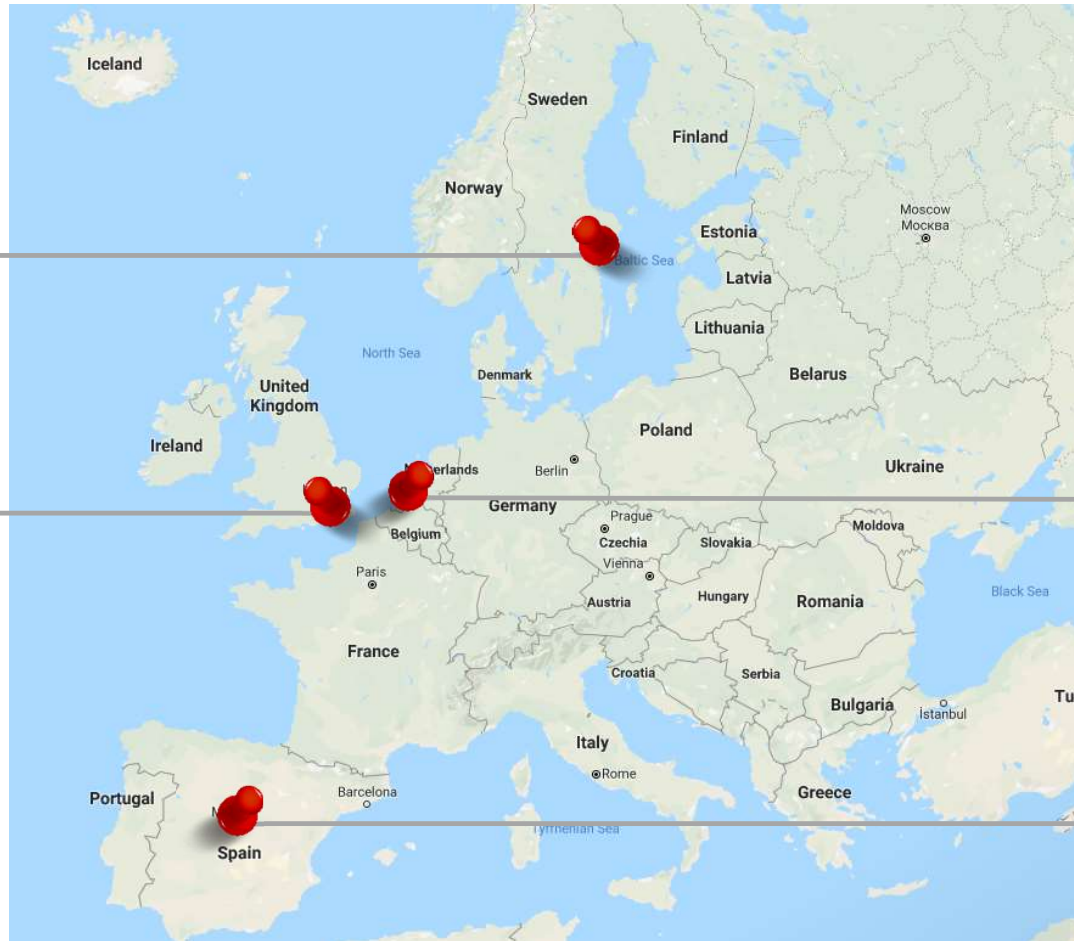 Iceland
Sweden
Finland
Norway
Moscow
Москва
Estonia
Baltic Sea
Latvia
Lithuania
North Sea
Denmark
Belarus
United
Kingdom
Ireland
Poland
Berlin
Ukraine
Germany
Belgium
Prague
Czechia
Slovakia
Moldova
Vienna
Paris
Austria
Hungary
Romania
Black Sea
France
Croatia
Serbia
Bulgaria
İstanbul
Tu
Italy
Rome
Portugal
Barcelona
Greece
Spain
Tyrrhenian Sea